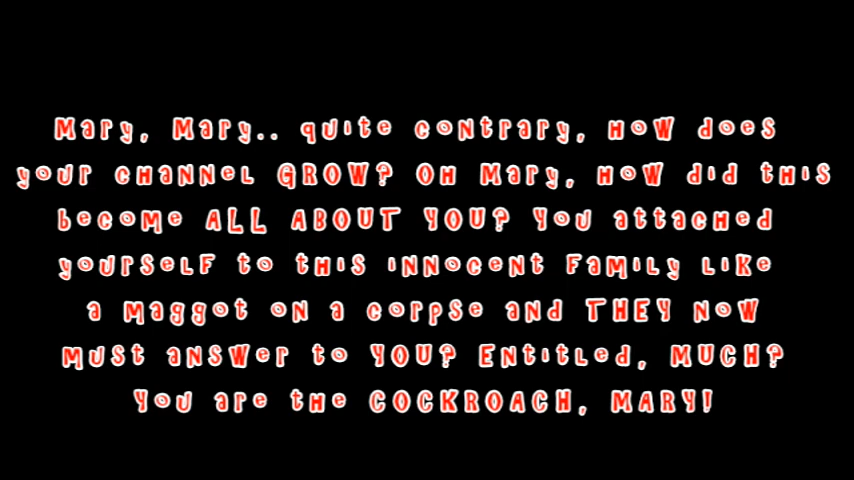 Mary, Mary.. quite contrary, HOW does
your CHANNEL GROW? OH Mary, HOW did this
become ALL ABOUT YOU? YOU attached
yourself to this innocent Family like
a maggot on a corpse and THEY NOW
must answer to YOU? Entitled, MUCH?
You are the COCKROACH, MARY!